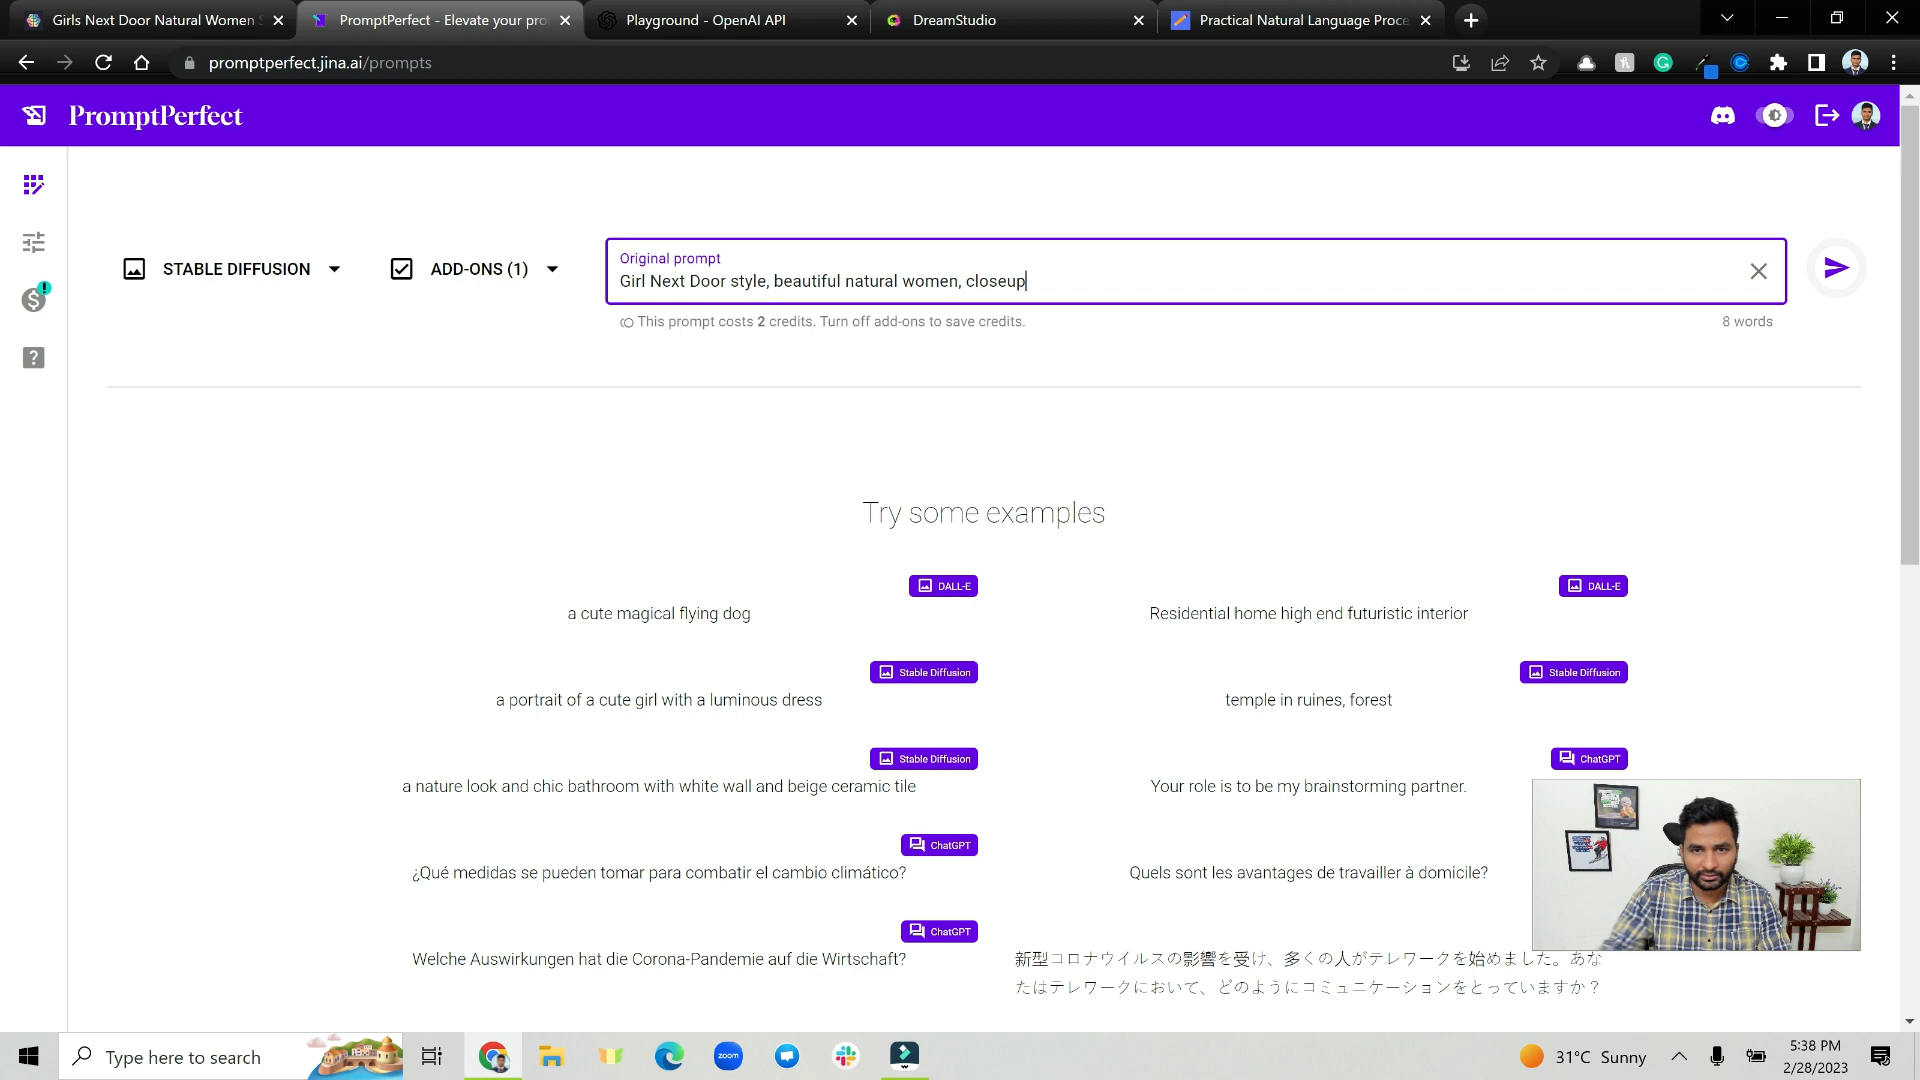 Girls Next Door Natural Women S
PromptPerfect - Elevate your pro
Playground - OpenAI API
DreamStudio
Practical Natural Language Proce
promptperfect.jina.ai/prompts
PromptPerfect
STABLE DIFFUSION
ADD-ONS (1)
Original prompt
Girl Next Door style, beautiful natural women, closeup
This prompt costs 2 credits. Turn off add-ons to save credits.
8 words
Try some examples
DALL-E
a cute magical flying dog
DALL-E
Residential home high end futuristic interior
Stable Diffusion
a portrait of a cute girl with a luminous dress
Stable Diffusion
temple in ruines, forest
Stable Diffusion
a nature look and chic bathroom with white wall and beige ceramic tile
ChatGPT
Your role is to be my brainstorming partner.
ChatGPT
¿Qué medidas se pueden tomar para combatir el cambio climático?
Quels sont les avantages de travailler à domicile?
ChatGPT
Welche Auswirkungen hat die Corona-Pandemie auf die Wirtschaft?
新型コロナウイルスの影響を受け、多くの人がテレワークを始めました。あな
たはテレワークにおいて、どのようにコミュニケーションをとっていますか？
Type here to search
zoom
31°C Sunny
5:38 PM
2/28/2023